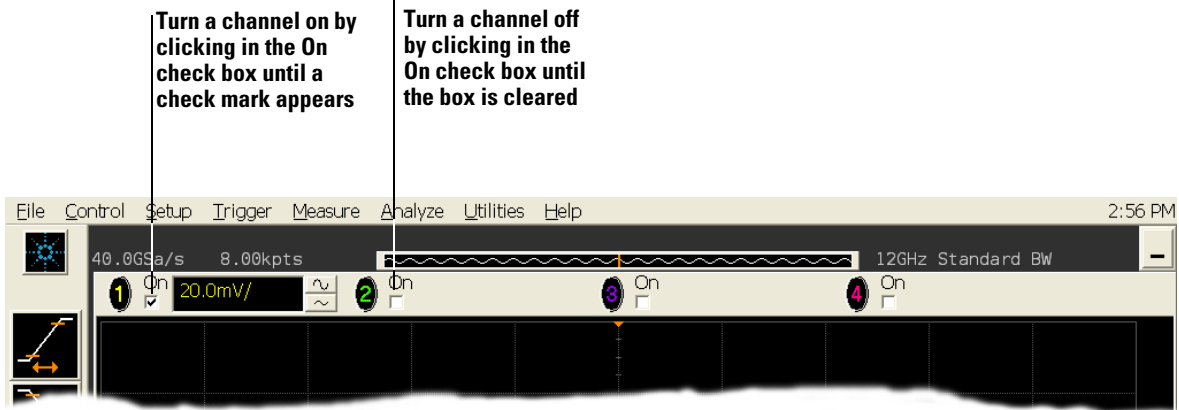 Turn a channel on by
clicking in the On
check box until a
check mark appears
Turn a channel off
by clicking in the
On check box until
the box is cleared
File Control Setup Trigger Measure Analyze Utilities Help 2:56 PM
40.0GSa/s 8.00kpts 12GHz Standard BW
1 On 20.0mV/ 2 On 3 On 4 On